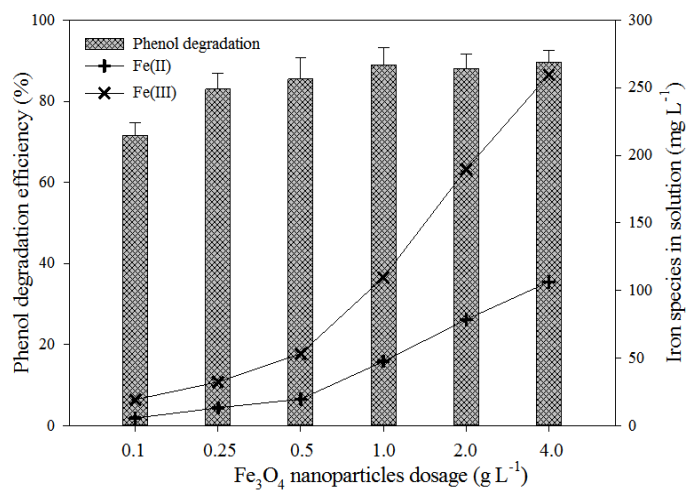 Phenol degradation efficiency (%)
100
80
60
40
20
0
Phenol degradation
Fe(II)
Fe(III)
300
250
200
150
100
50
0
Iron species in solution (mg L⁻¹)
0.1 0.25 0.5 1.0 2.0 4.0
Fe₃O₄ nanoparticles dosage (g L⁻¹)